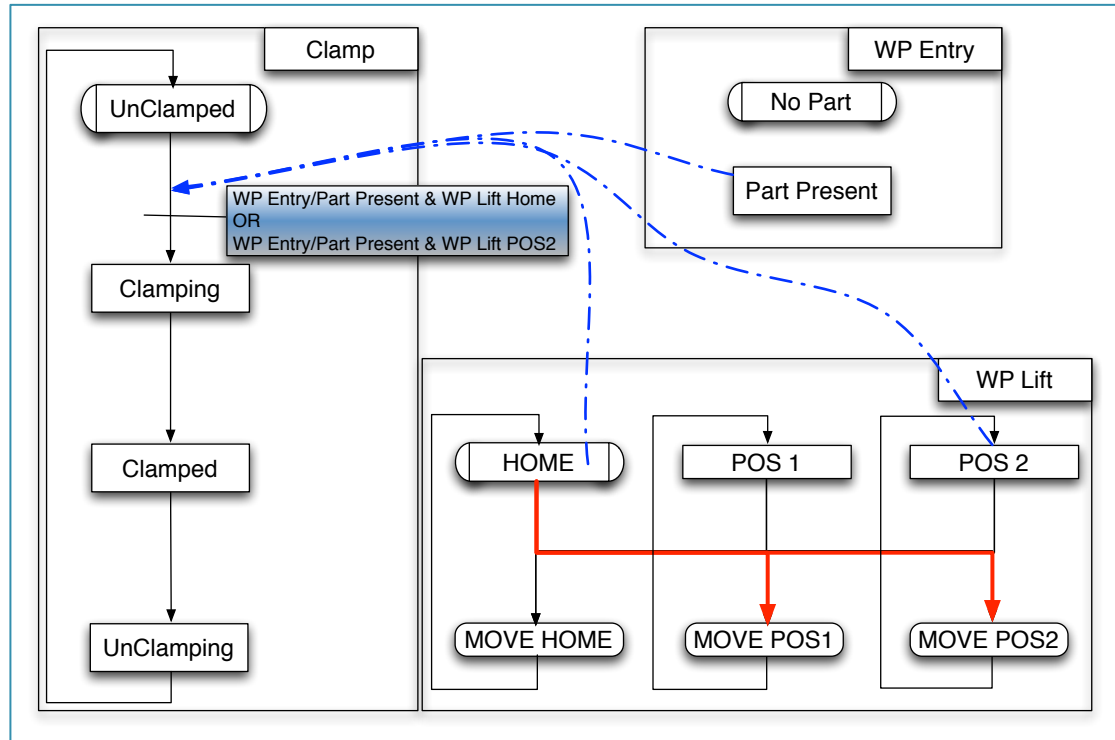 Clamp
UnClamped
WP Entry/Part Present & WP Lift Home
OR
WP Entry/Part Present & WP Lift POS2
Clamping
Clamped
UnClamping
WP Entry
No Part
Part Present
WP Lift
HOME
POS 1
POS 2
MOVE HOME
MOVE POS1
MOVE POS2